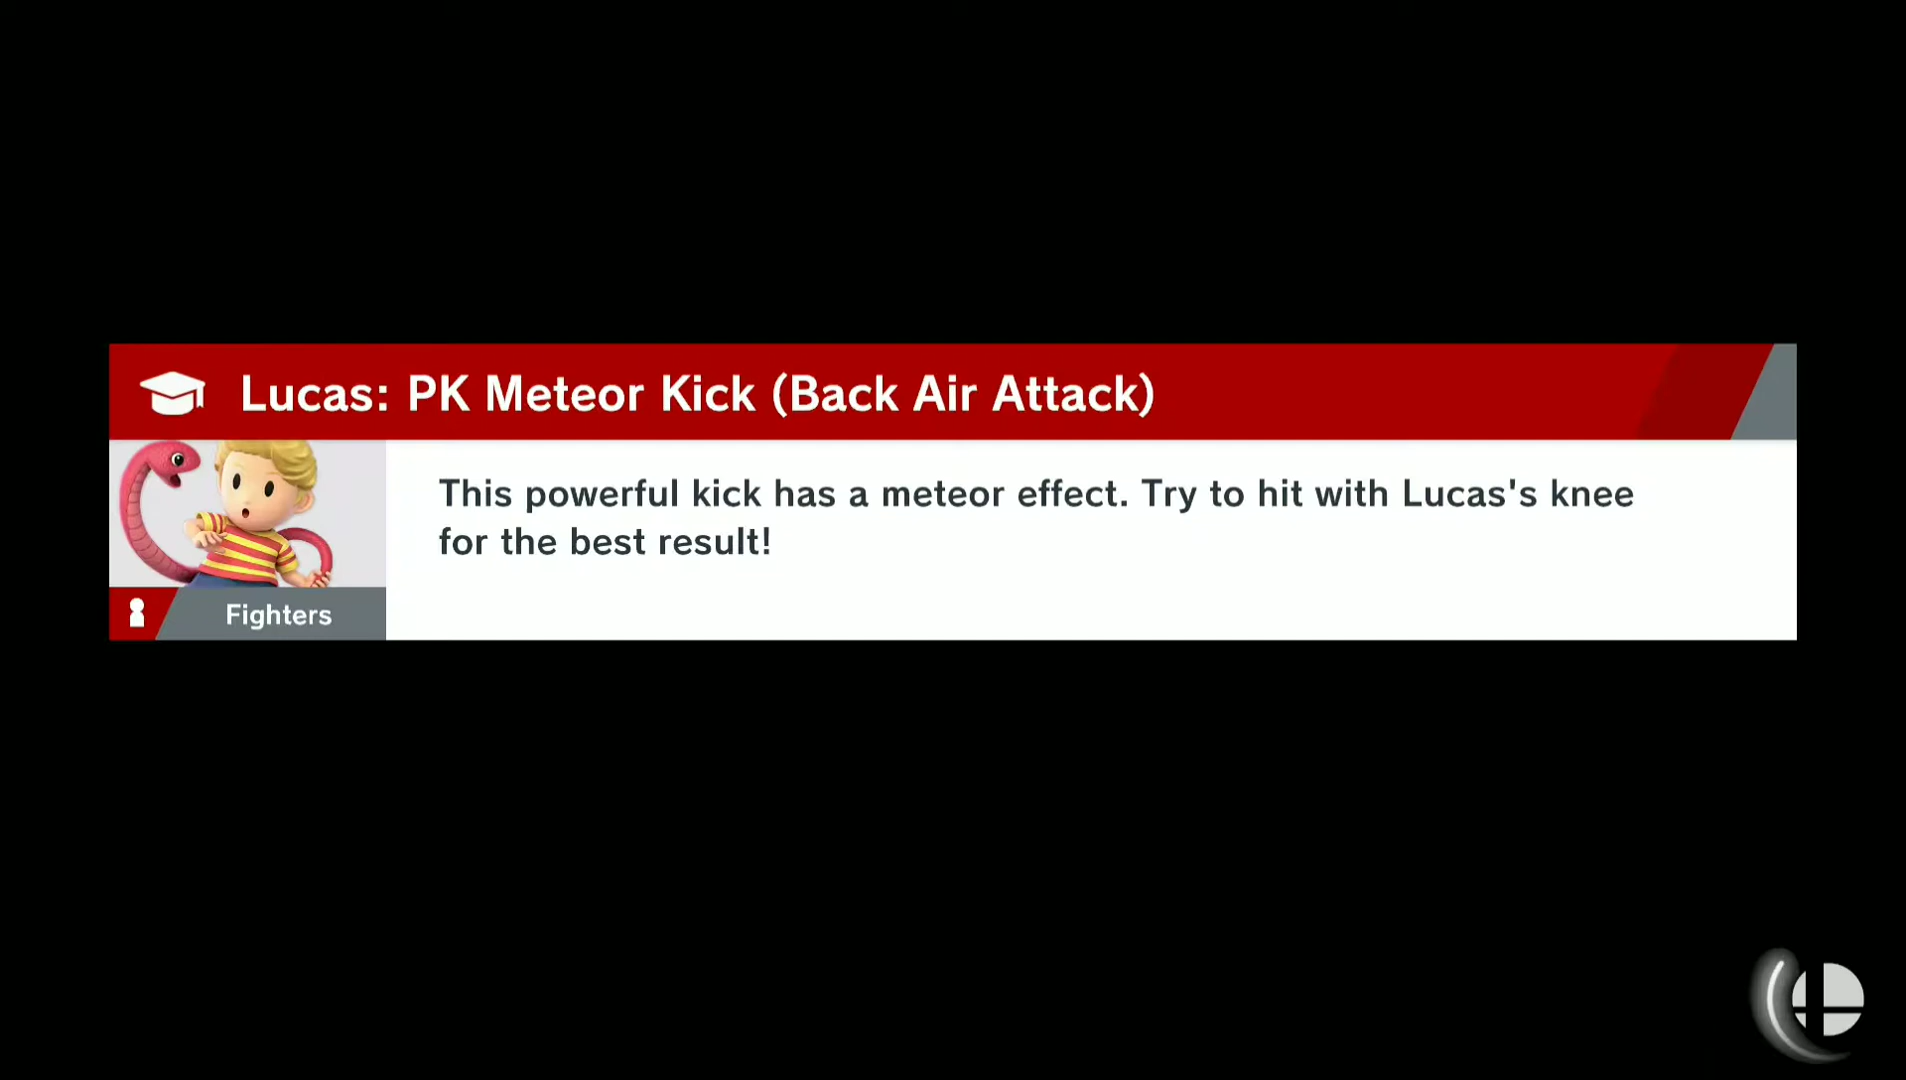 Lucas: PK Meteor Kick (Back Air Attack)
This powerful kick has a meteor effect. Try to hit with Lucas's knee
for the best result!
Fighters